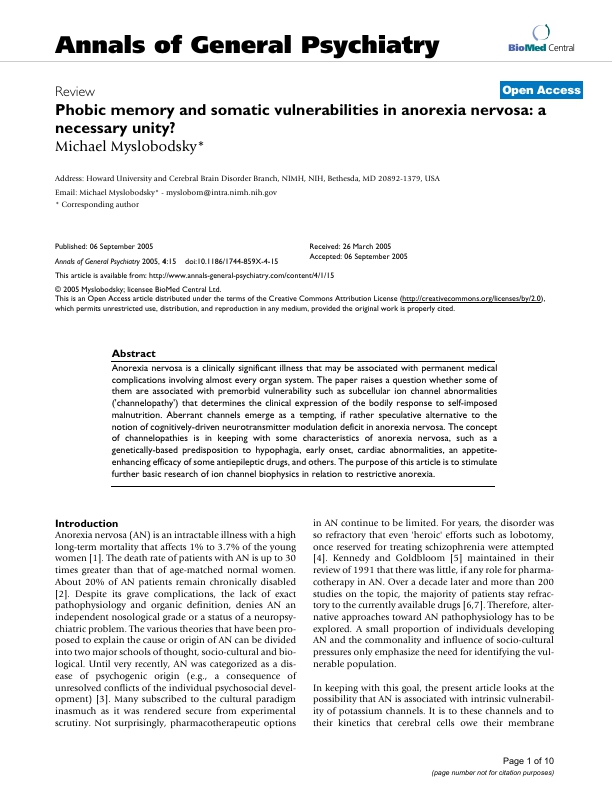 Annals of General Psychiatry
BioMed Central
Review
Open Access
Phobic memory and somatic vulnerabilities in anorexia nervosa: a
necessary unity?
Michael Myslobodsky*
Address: Howard University and Cerebral Brain Disorder Branch, NIMH, NIH, Bethesda, MD 20892-1379, USA
Email: Michael Myslobodsky* - myslobom@intra.nimh.nih.gov
* Corresponding author
Published: 06 September 2005
Annals of General Psychiatry 2005, 4:15 doi:10.1186/1744-859X-4-15
Received: 26 March 2005
Accepted: 06 September 2005
This article is available from: http://www.annals-general-psychiatry.com/content/4/1/15
© 2005 Myslobodsky; licensee BioMed Central Ltd.
This is an Open Access article distributed under the terms of the Creative Commons Attribution License (http://creativecommons.org/licenses/by/2.0),
which permits unrestricted use, distribution, and reproduction in any medium, provided the original work is properly cited.
Abstract
Anorexia nervosa is a clinically significant illness that may be associated with permanent medical
complications involving almost every organ system. The paper raises a question whether some of
them are associated with premorbid vulnerability such as subcellular ion channel abnormalities
('channelopathy') that determines the clinical expression of the bodily response to self-imposed
malnutrition. Aberrant channels emerge as a tempting, if rather speculative alternative to the
notion of cognitively-driven neurotransmitter modulation deficit in anorexia nervosa. The concept
of channelopathies is in keeping with some characteristics of anorexia nervosa, such as a
genetically-based predisposition to hypophagia, early onset, cardiac abnormalities, an appetite-
enhancing efficacy of some antiepileptic drugs, and others. The purpose of this article is to stimulate
further basic research of ion channel biophysics in relation to restrictive anorexia.
Introduction
Anorexia nervosa (AN) is an intractable illness with a high
long-term mortality that affects 1% to 3.7% of the young
women [1]. The death rate of patients with AN is up to 30
times greater than that of age-matched normal women.
About 20% of AN patients remain chronically disabled
[2]. Despite its grave complications, the lack of exact
pathophysiology and organic definition, denies AN an
independent nosological grade or a status of a neuropsy-
chiatric problem. The various theories that have been pro-
posed to explain the cause or origin of AN can be divided
into two major schools of thought, socio-cultural and bio-
logical. Until very recently, AN was categorized as a dis-
ease of psychogenic origin (e.g., a consequence of
unresolved conflicts of the individual psychosocial devel-
opment) [3]. Many subscribed to the cultural paradigm
inasmuch as it was rendered secure from experimental
scrutiny. Not surprisingly, pharmacotherapeutic options
in AN continue to be limited. For years, the disorder was
so refractory that even 'heroic' efforts such as lobotomy,
once reserved for treating schizophrenia were attempted
[4]. Kennedy and Goldbloom [5] maintained in their
review of 1991 that there was little, if any role for pharma-
cotherapy in AN. Over a decade later and more than 200
studies on the topic, the majority of patients stay refrac-
tory to the currently available drugs [6,7]. Therefore, alter-
native approaches toward AN pathophysiology has to be
explored. A small proportion of individuals developing
AN and the commonality and influence of socio-cultural
pressures only emphasize the need for identifying the vul-
nerable population.
In keeping with this goal, the present article looks at the
possibility that AN is associated with intrinsic vulnerabil-
ity of potassium channels. It is to these channels and to
their kinetics that cerebral cells owe their membrane
Page 1 of 10
(page number not for citation purposes)